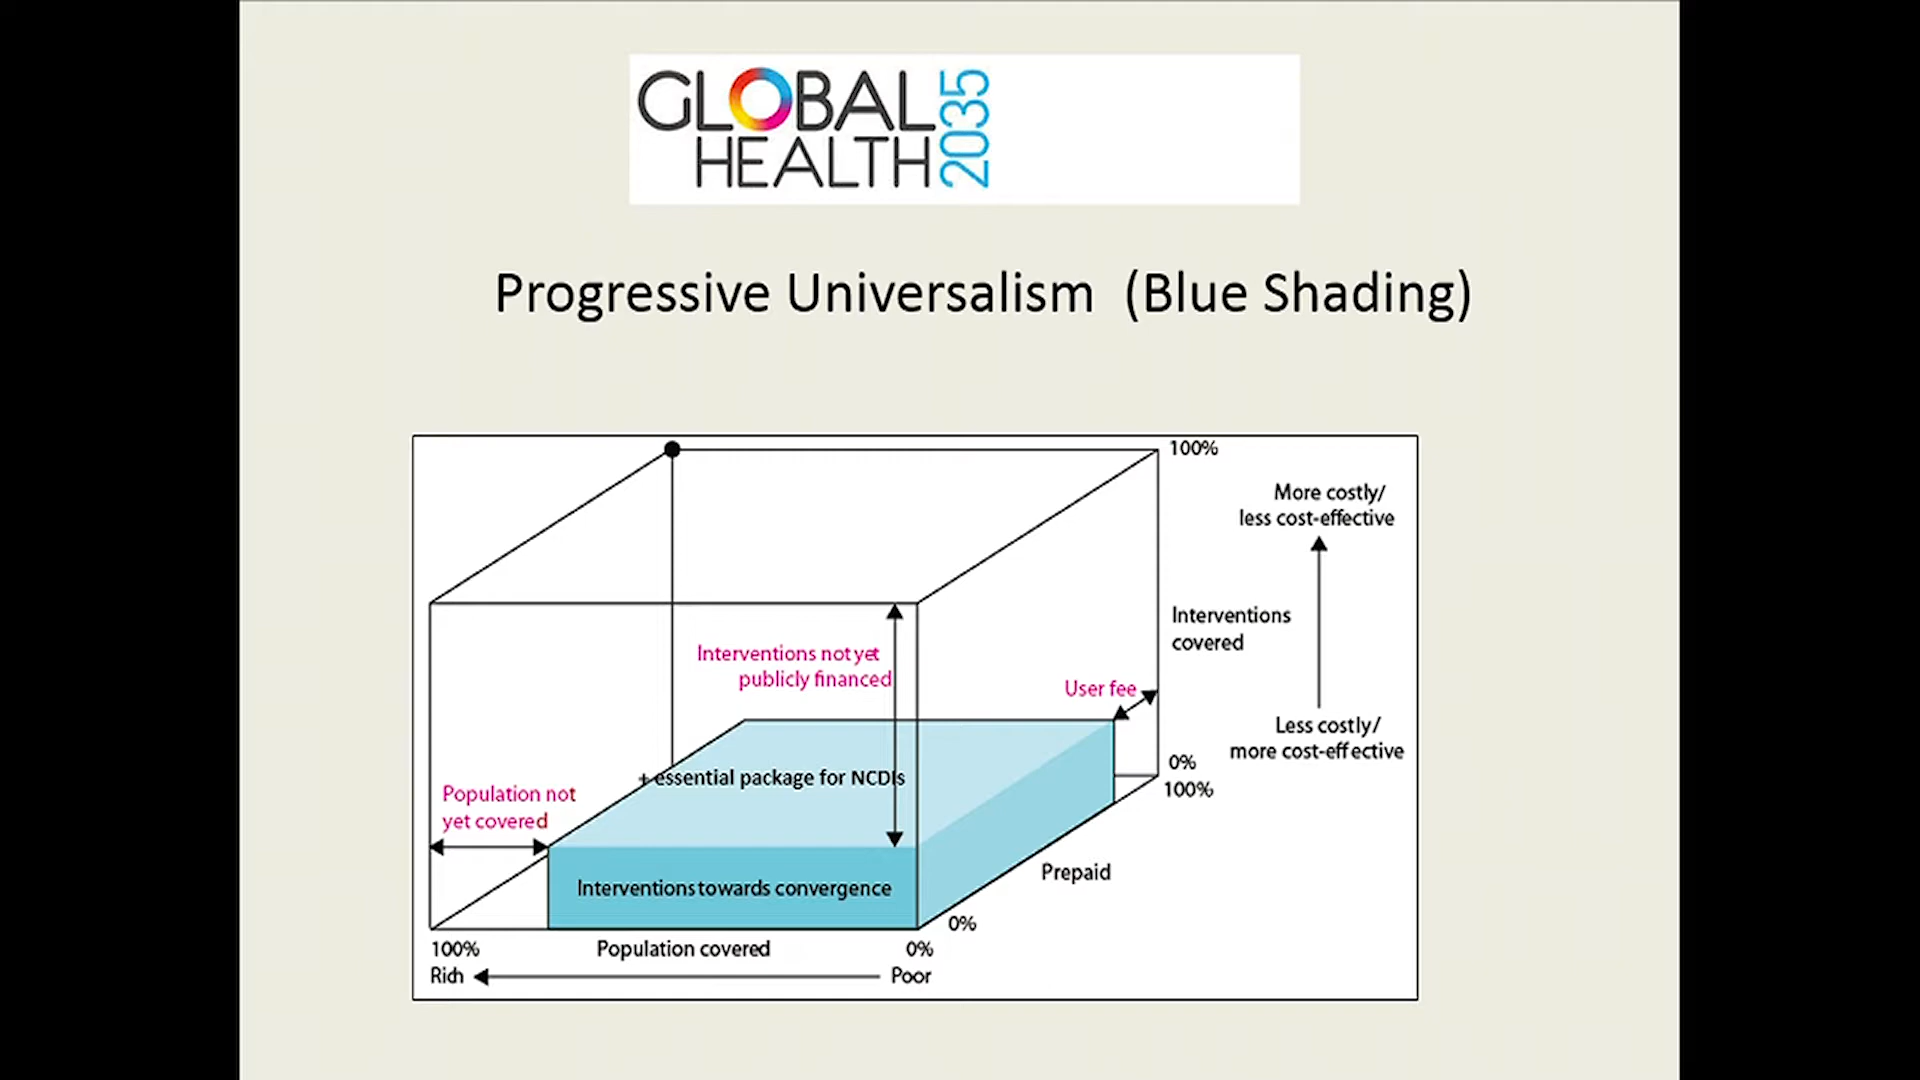 GLOBAL
HEALTH
2035
Progressive Universalism (Blue Shading)
100%
More costly/
less cost-effective
Interventions
covered
Interventions not yet
publicly financed
User fee
Less costly/
more cost-effective
0%
100%
+ essential package for NCDIs
Population not
yet covered
Prepaid
Interventions towards convergence
0%
100%
Population covered
0%
Rich
Poor